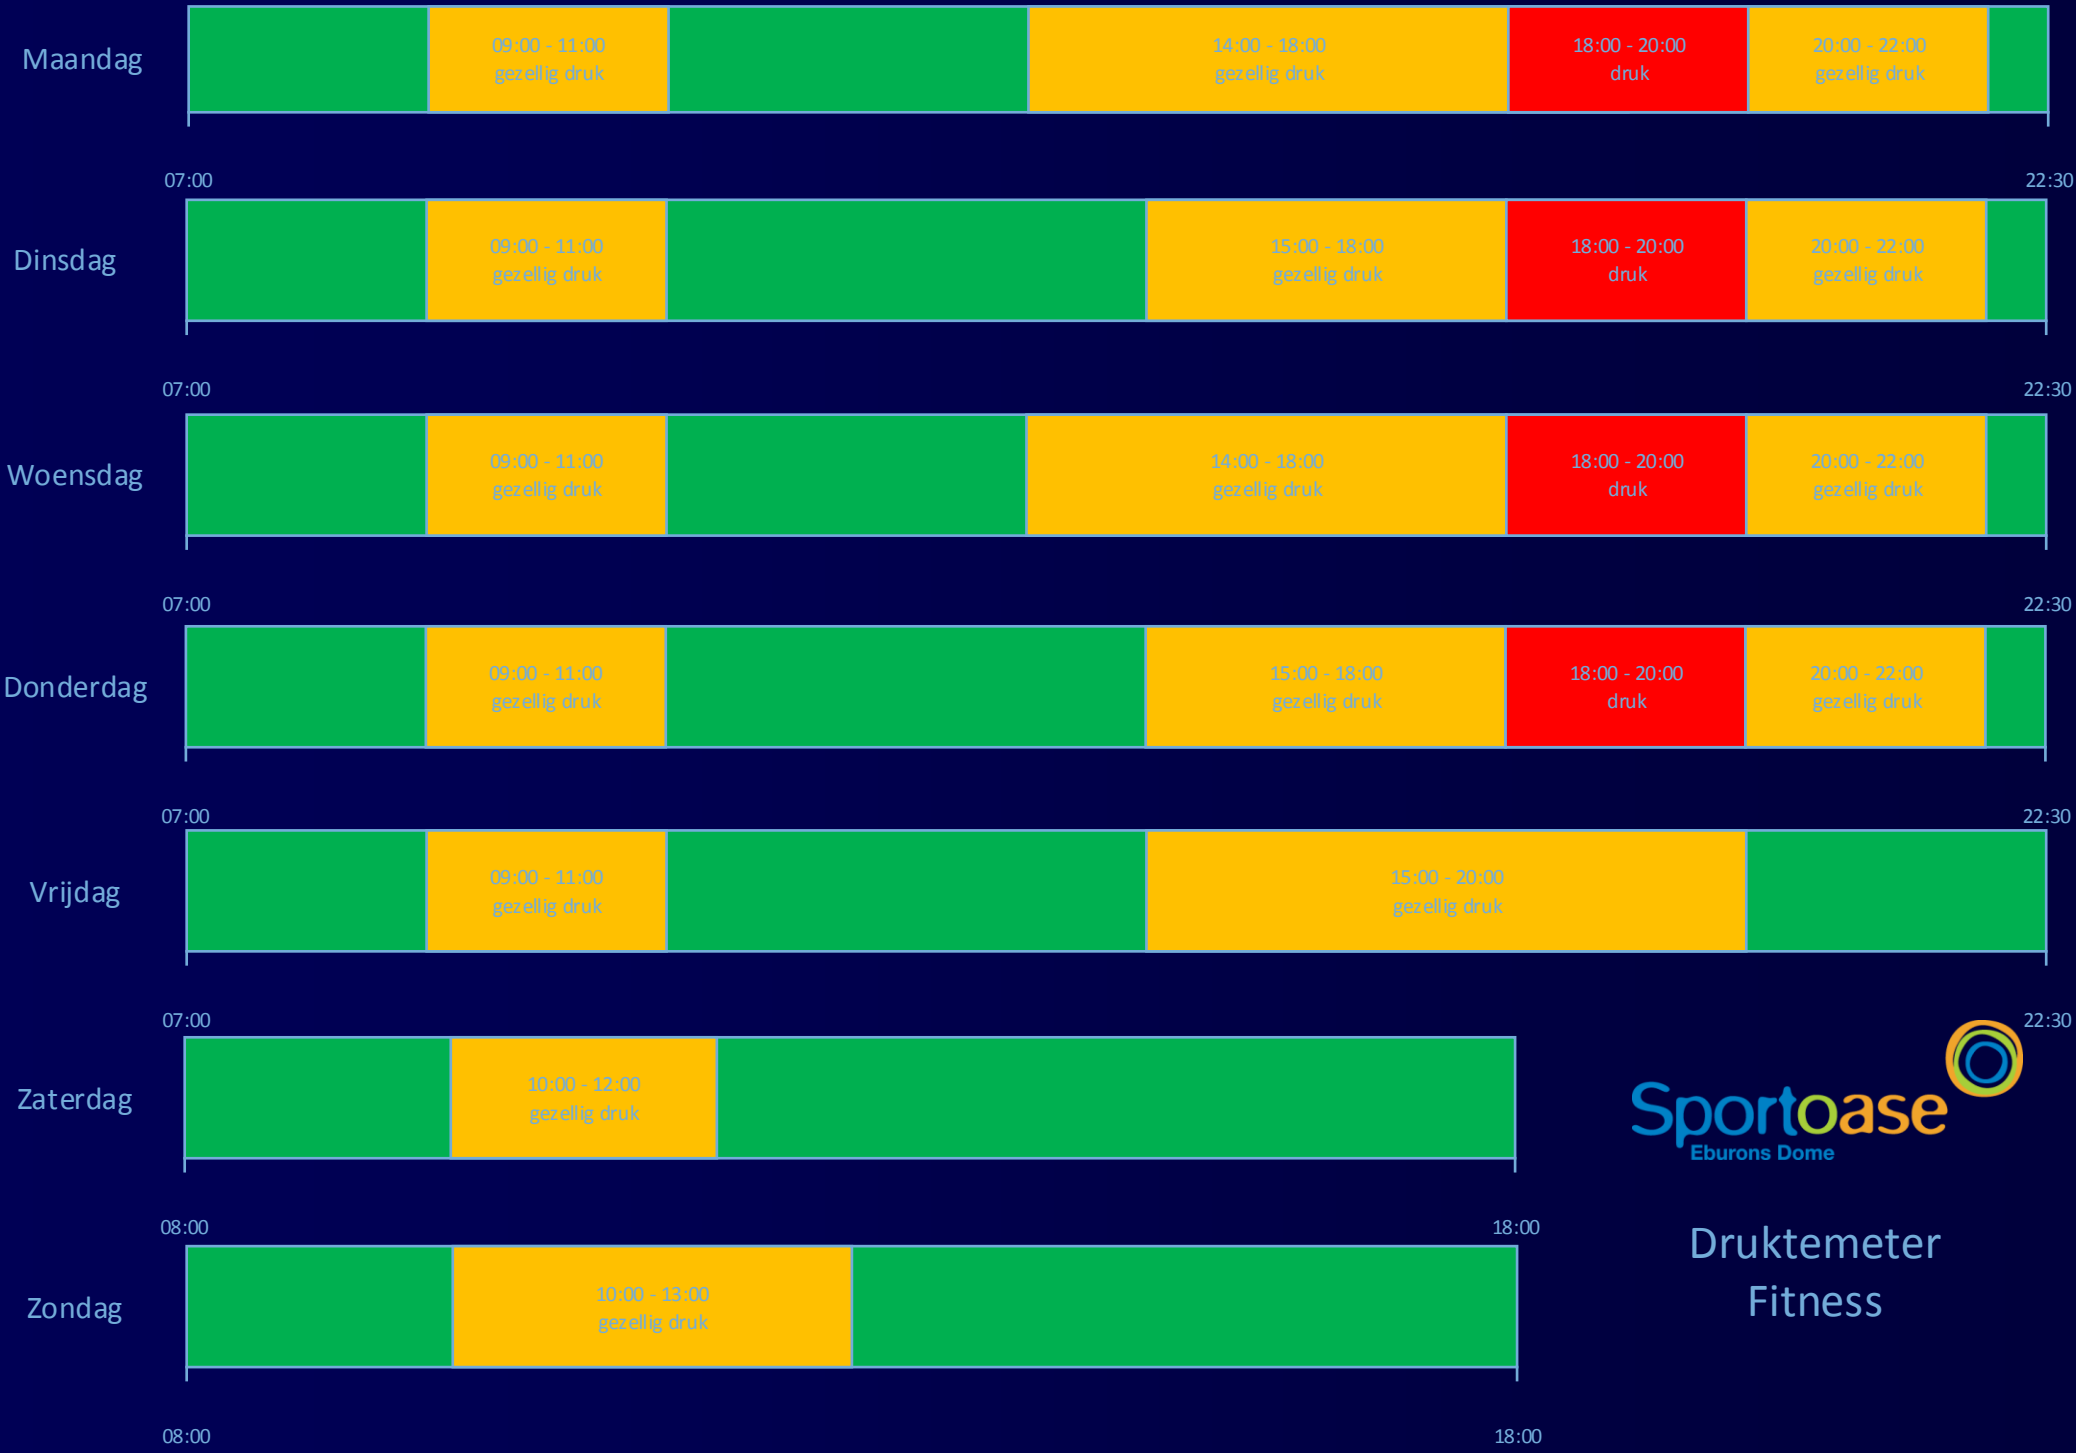 Maandag
09:00 - 11:00
gezellig druk
14:00 - 18:00
gezellig druk
18:00 - 20:00
druk
20:00 - 22:00
gezellig druk
07:00
22:30
Dinsdag
09:00 - 11:00
gezellig druk
15:00 - 18:00
gezellig druk
18:00 - 20:00
druk
20:00 - 22:00
gezellig druk
07:00
22:30
Woensdag
09:00 - 11:00
gezellig druk
14:00 - 18:00
gezellig druk
18:00 - 20:00
druk
20:00 - 22:00
gezellig druk
07:00
22:30
Donderdag
09:00 - 11:00
gezellig druk
15:00 - 18:00
gezellig druk
18:00 - 20:00
druk
20:00 - 22:00
gezellig druk
07:00
22:30
Vrijdag
09:00 - 11:00
gezellig druk
15:00 - 20:00
gezellig druk
07:00
22:30
Zaterdag
10:00 - 12:00
gezellig druk
08:00
18:00
Zondag
10:00 - 13:00
gezellig druk
08:00
18:00
Sportoase
Eburons Dome
Druktemeter
Fitness